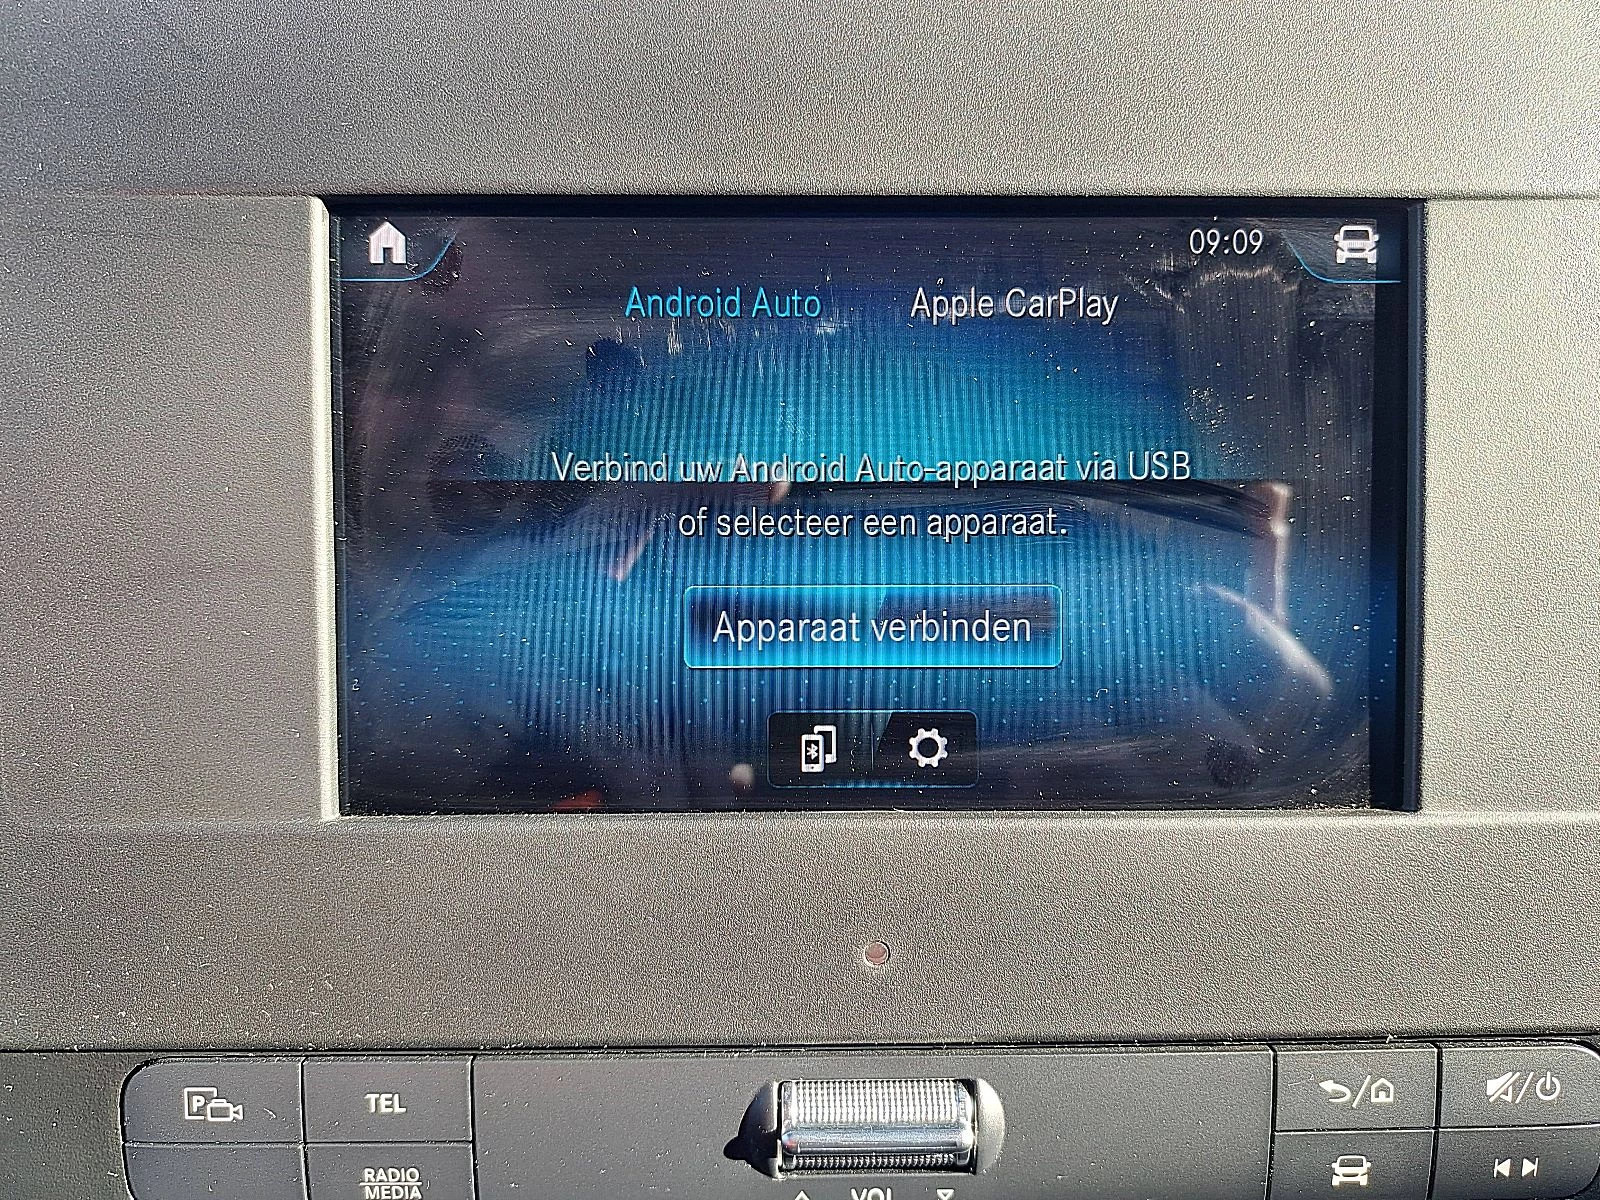 09:09
Android Auto Apple CarPlay
Verbind uw Android Auto-apparaat via USB
of selecteer een apparaat.
Apparaat verbinden
P
TEL
RADIO
MEDIA
VOL